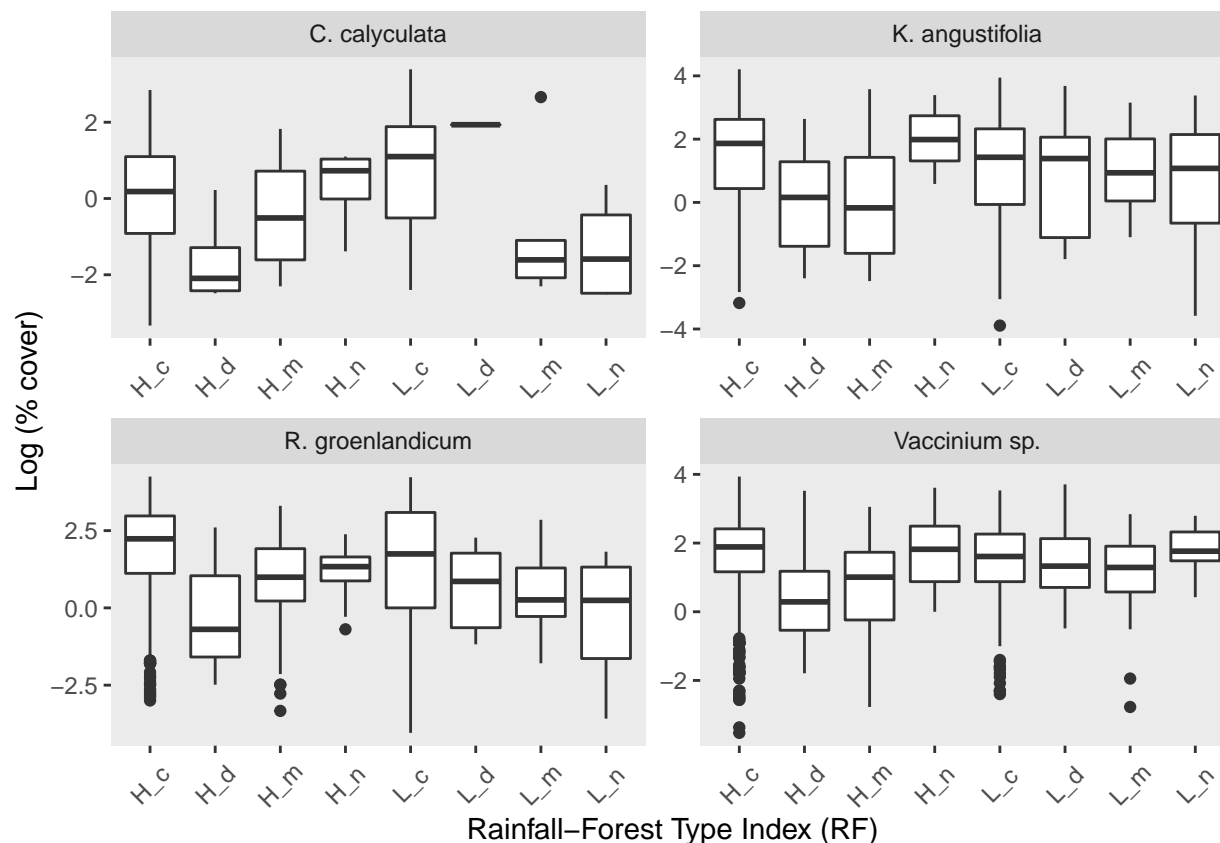 C. calyculata
K. angustifolia
2
0
−2
4
2
0
−2
−4
H_c H_d H_m H_n L_c L_d L_m L_n
H_c H_d H_m H_n L_c L_d L_m L_n
R. groenlandicum
Vaccinium sp.
2.5
0.0
−2.5
4
2
0
−2
H_c H_d H_m H_n L_c L_d L_m L_n
H_c H_d H_m H_n L_c L_d L_m L_n
Log (% cover)
Rainfall−Forest Type Index (RF)